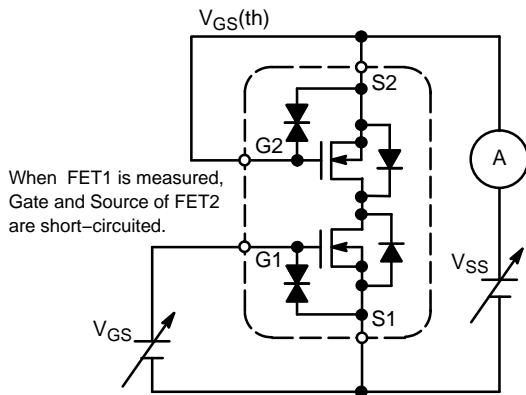 VGS(th)
S2
G2
A
When FET1 is measured,
Gate and Source of FET2
are short−circuited.
G1
VSS
S1
VGS